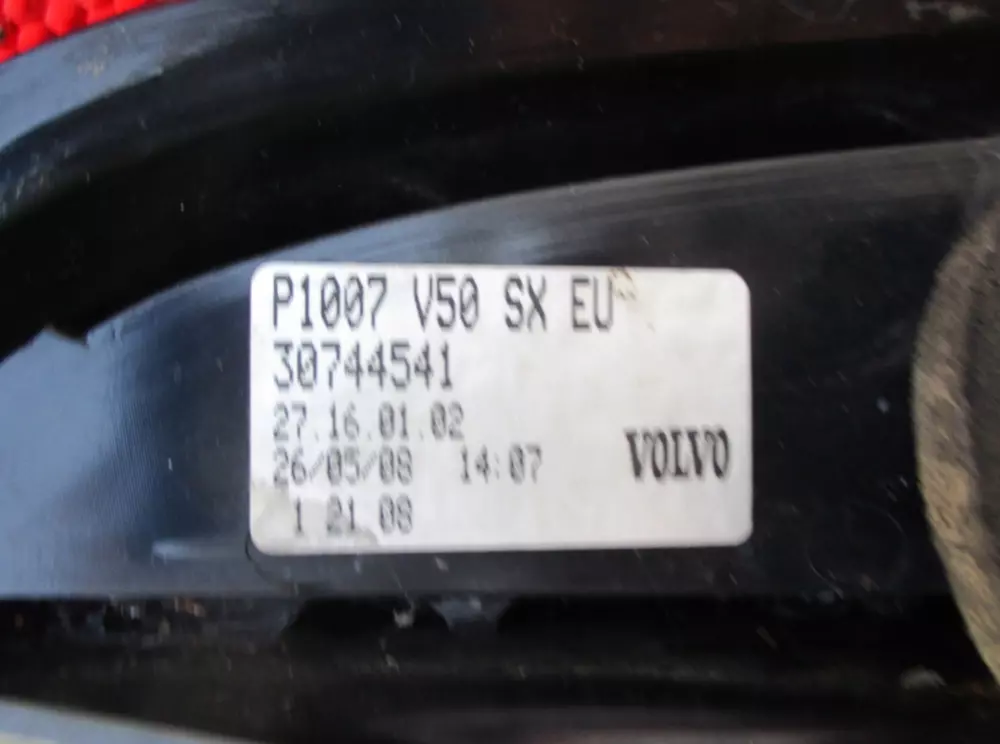 P1007 V50 SX EU
30744541
27.16.01.02
26/05/08 14:07
VOLVO
1 21 08